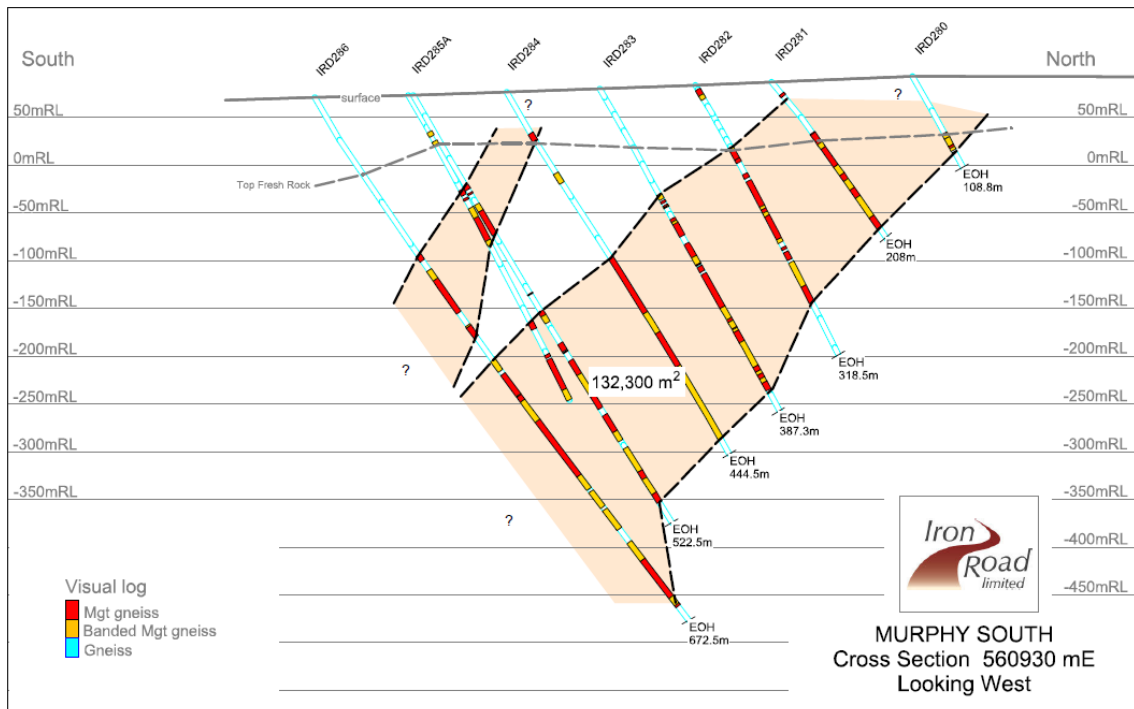 South
North
IRD286
IRD285A
IRD284
IRD283
IRD282
IRD281
IRD280
surface
?
?
50mRL
50mRL
0mRL
0mRL
Top Fresh Rock
EOH
108.8m
-50mRL
-50mRL
EOH
208m
-100mRL
-100mRL
-150mRL
-150mRL
-200mRL
-200mRL
EOH
318.5m
?
132,300 m²
-250mRL
-250mRL
EOH
387.3m
-300mRL
-300mRL
EOH
444.5m
-350mRL
-350mRL
?
EOH
522.5m
-400mRL
-450mRL
Iron
Road
limited
Visual log
Mgt gneiss
Banded Mgt gneiss
Gneiss
EOH
672.5m
MURPHY SOUTH
Cross Section 560930 mE
Looking West